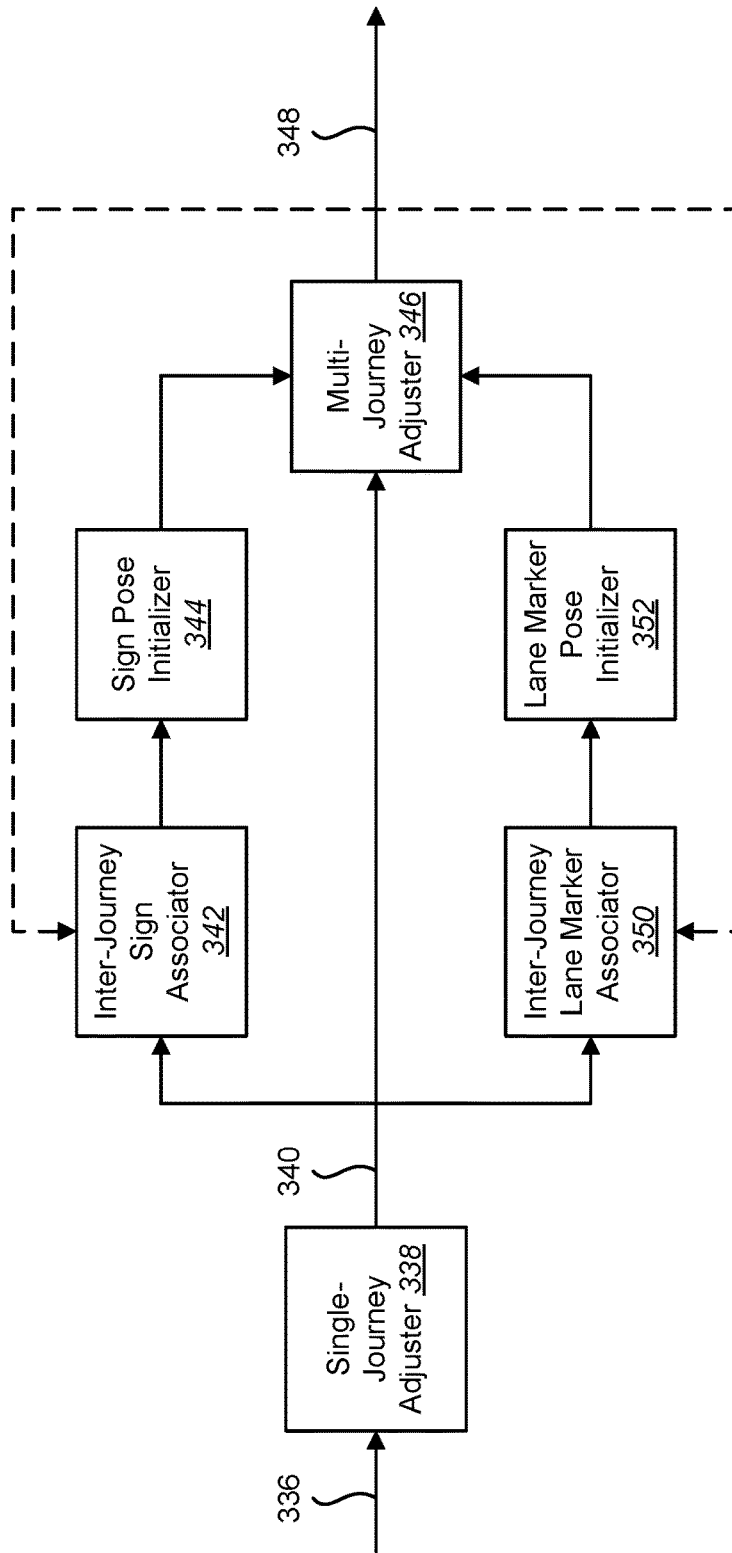 336
Single-
Journey
Adjuster 338
340
Inter-Journey
Sign
Associator
342
Sign Pose
Initializer
344
Inter-Journey
Lane Marker
Associator
350
Lane Marker
Pose
Initializer
352
Multi-
Journey
Adjuster 346
348